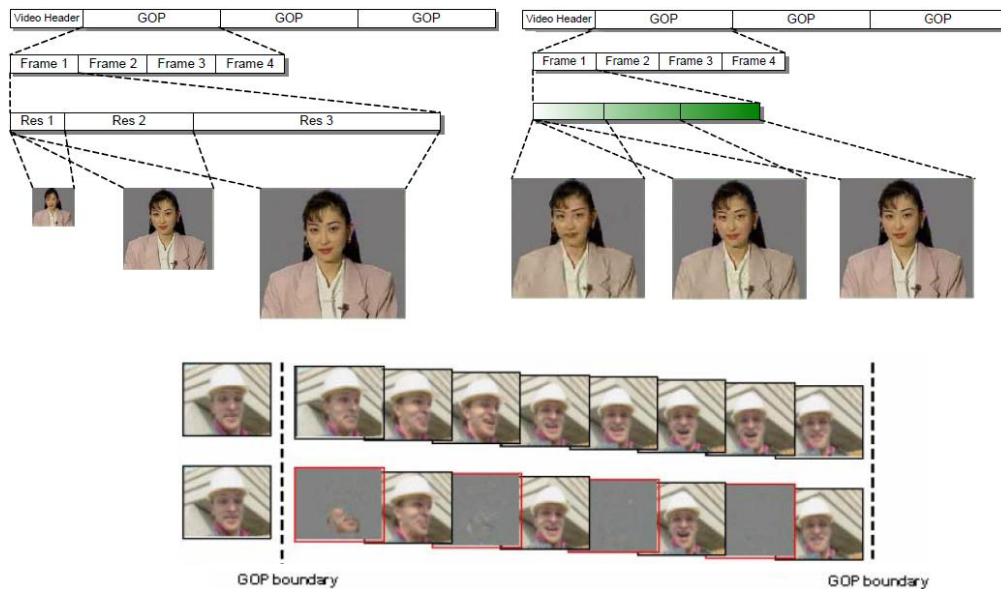 Video Header GOP GOP GOP
Frame 1 Frame 2 Frame 3 Frame 4
Res 1 Res 2 Res 3
Video Header GOP GOP GOP
Frame 1 Frame 2 Frame 3 Frame 4
GOP boundary GOP boundary